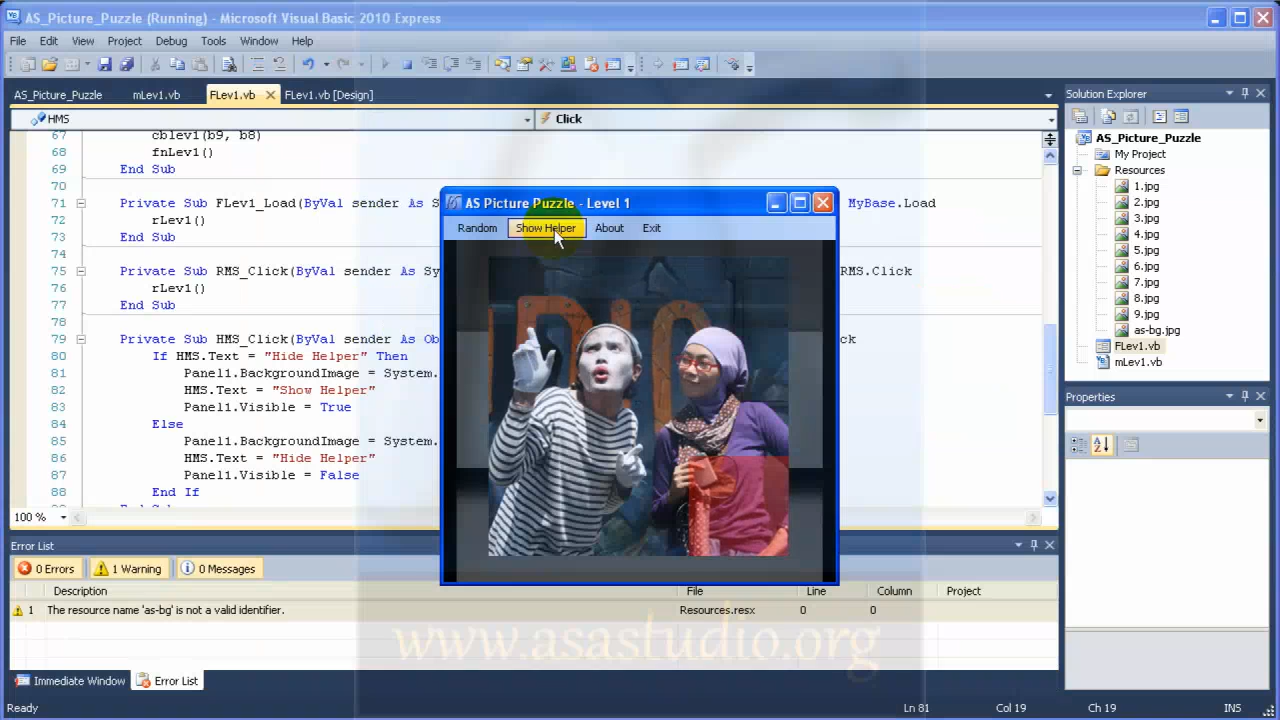 AS_Picture_Puzzle (Running) - Microsoft Visual Basic 2010 Express
File Edit View Project Debug Tools Window Help
AS_Picture_Puzzle mLev1.vb FLev1.vb FLev1.vb [Design]
HMS Click
67 cblev1(b9, b8)
68 fnLev1()
69 End Sub
70
71 Private Sub FLev1_Load(ByVal sender As S MyBase.Load
72 rLev1()
73 End Sub
74
75 Private Sub RMS_Click(ByVal sender As Sy RMS.Click
76 rLev1()
77 End Sub
78
79 Private Sub HMS_Click(ByVal sender As Ob ck
80 If HMS.Text = "Hide Helper" Then
81 Panel1.BackgroundImage = System.
82 HMS.Text = "Show Helper"
83 Panel1.Visible = True
84 Else
85 Panel1.BackgroundImage = System.
86 HMS.Text = "Hide Helper"
87 Panel1.Visible = False
88 End If
100 %
AS Picture Puzzle - Level 1
Random Show Helper About Exit
DIO
Solution Explorer
AS_Picture_Puzzle
My Project
Resources
1.jpg
2.jpg
3.jpg
4.jpg
5.jpg
6.jpg
7.jpg
8.jpg
9.jpg
as-bg.jpg
FLev1.vb
mLev1.vb
Properties
Error List
0 Errors 1 Warning 0 Messages
Description File Line Column Project
1 The resource name 'as-bg' is not a valid identifier. Resources.resx 0 0
www.asastudio.org
Immediate Window Error List
Ready Ln 81 Col 19 Ch 19 INS